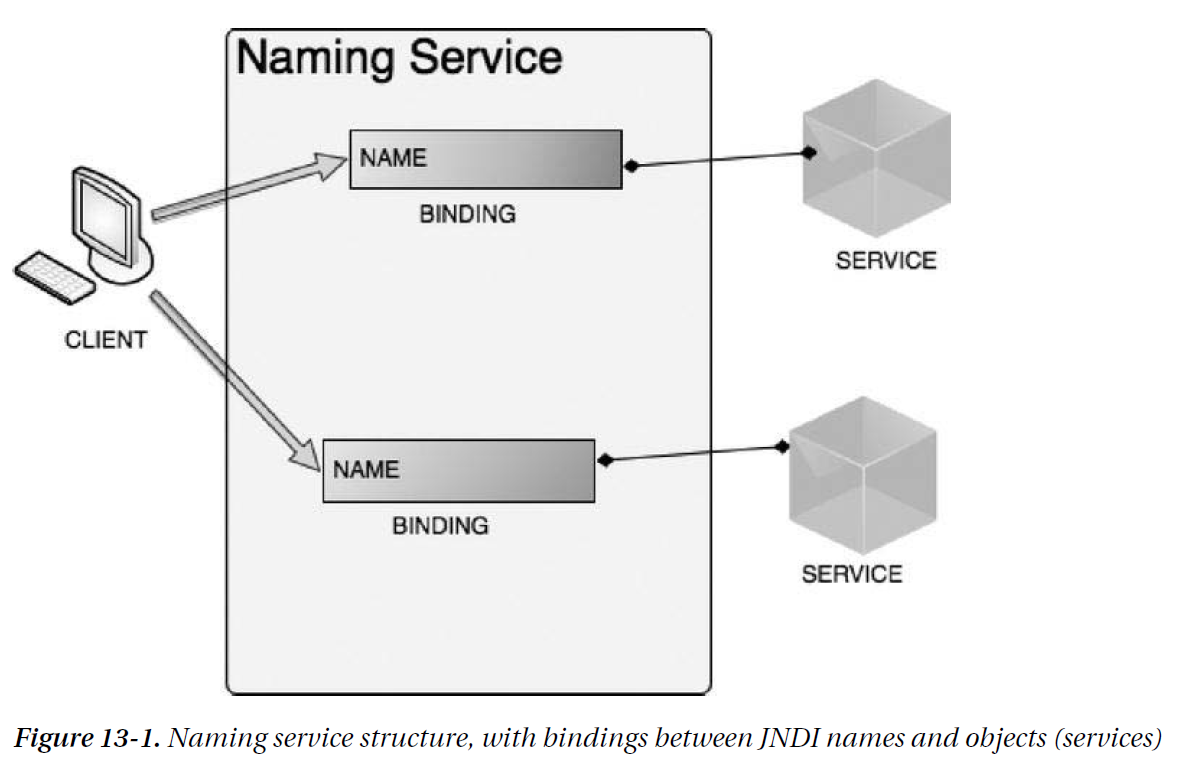 Naming Service
NAME
BINDING
SERVICE
CLIENT
NAME
BINDING
SERVICE
Figure 13-1. Naming service structure, with bindings between JNDI names and objects (services)